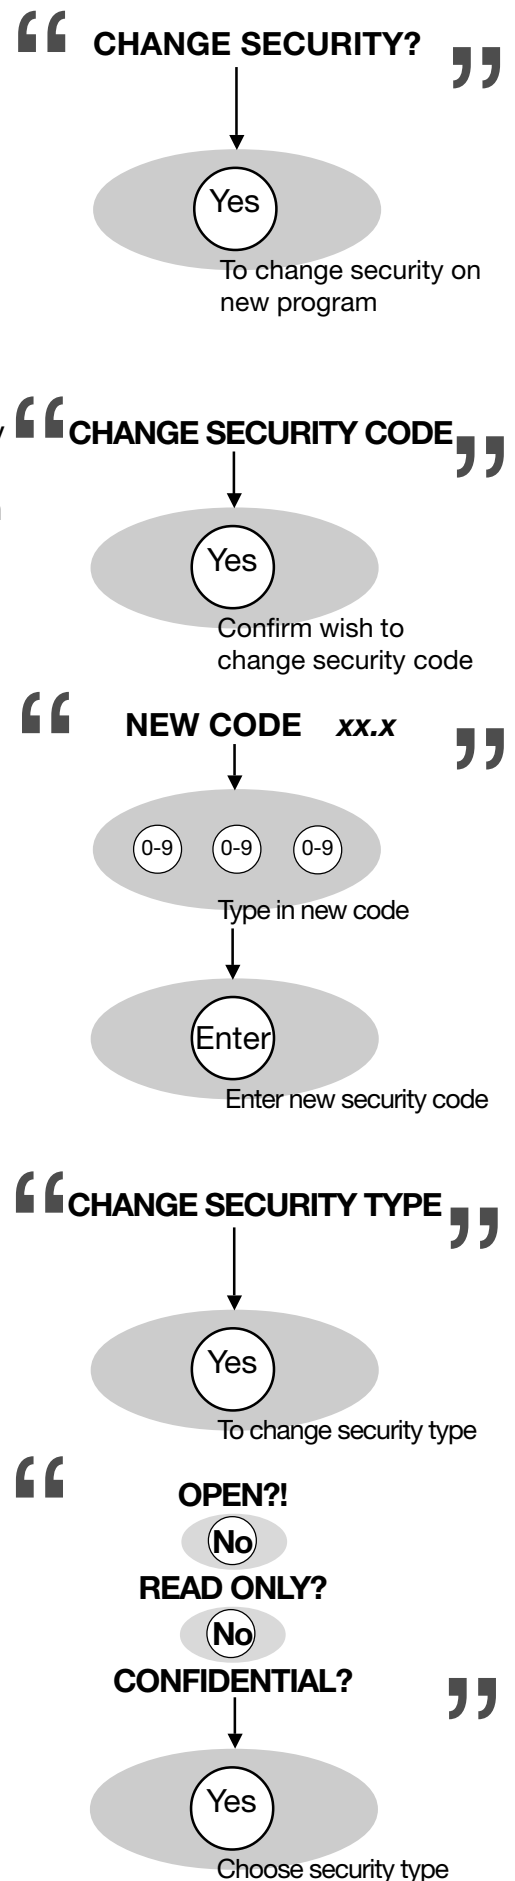 “ CHANGE SECURITY? ”
Yes
To change security on
new program
“ CHANGE SECURITY CODE ”
Yes
Confirm wish to
change security code
“ NEW CODE xx.x ”
0-9 0-9 0-9
Type in new code
Enter
Enter new security code
“ CHANGE SECURITY TYPE ”
Yes
To change security type
“ OPEN?!
No
READ ONLY?
No
CONFIDENTIAL? ”
Yes
Choose security type